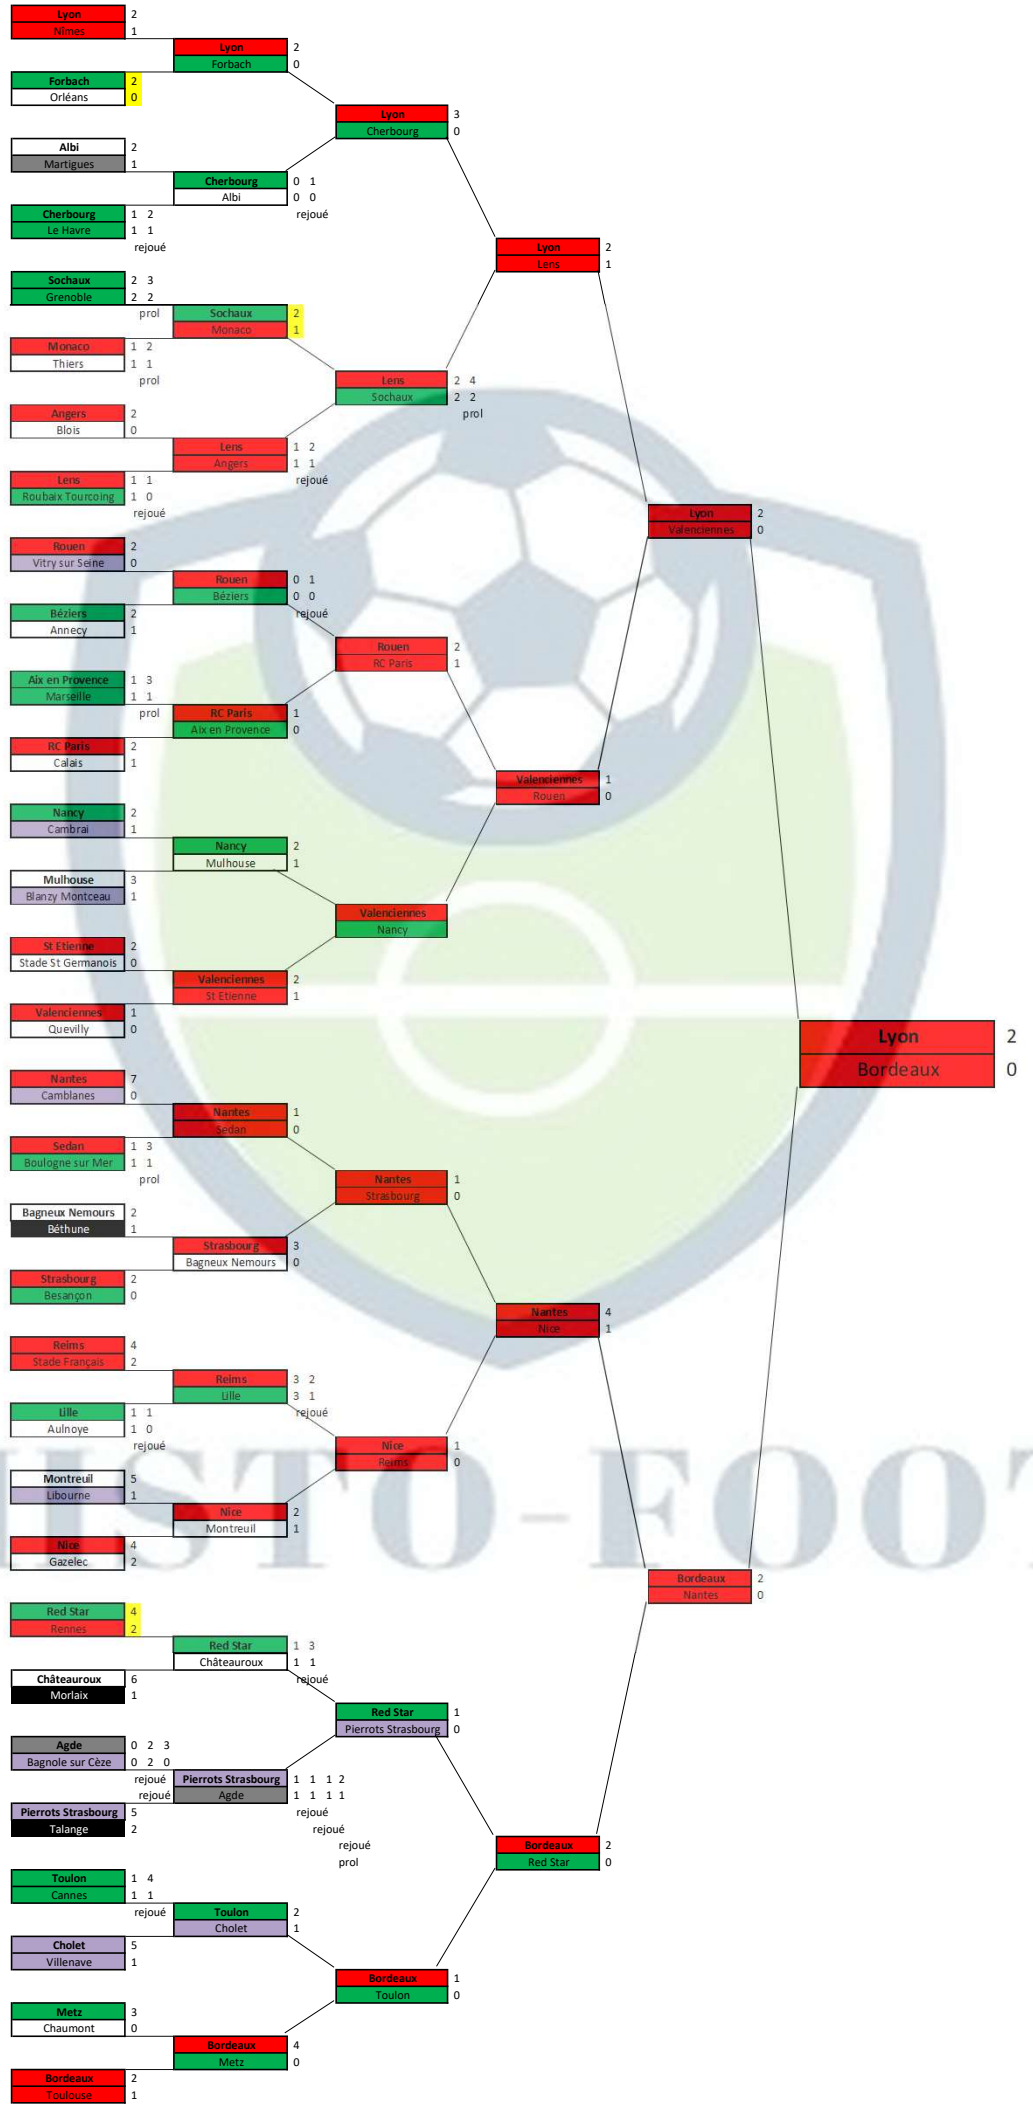 Lyon 2
Nîmes 1
Lyon 2
Forbach 0
Forbach 2
Orléans 0
Lyon 3
Cherbourg 0
Albi 2
Martigues 1
Cherbourg 0 1
Albi 0 0
rejoué
Cherbourg 1 2
Le Havre 1 1
rejoué
Lyon 2
Lens 1
Sochaux 2 3
Grenoble 2 2
prol
Sochaux 2
Monaco 1
Monaco 1 2
Thiers 1 1
prol
Lens 2 4
Sochaux 2 2
prol
Angers 2
Blois 0
Lens 1 2
Angers 1 1
rejoué
Lens 1 1
Roubaix Tourcoing 1 0
rejoué
Lyon 2
Valenciennes 0
Rouen 2
Vitry sur Seine 0
Rouen 0 1
Béziers 0 0
rejoué
Béziers 2
Annecy 1
Rouen 2
RC Paris 1
Aix en Provence 1 3
Marseille 1 1
prol
RC Paris 1
Aix en Provence 0
RC Paris 2
Calais 1
Valenciennes 1
Rouen 0
Nancy 2
Cambrai 1
Nancy 2
Mulhouse 1
Mulhouse 3
Blanzy Montceau 1
Valenciennes
Nancy
St Etienne 2
Stade St Germanois 0
Valenciennes 2
St Etienne 1
Valenciennes 1
Quevilly 0
Lyon 2
Bordeaux 0
Nantes 7
Camblanes 0
Nantes 1
Sedan 0
Sedan 1 3
Boulogne sur Mer 1 1
prol
Nantes 1
Strasbourg 0
Bagneux Nemours 2
Béthune 1
Strasbourg 3
Bagneux Nemours 0
Strasbourg 2
Besançon 0
Nantes 4
Nice 1
Reims 4
Stade Français 2
Reims 3 2
Lille 3 1
rejoué
Lille 1 1
Aulnoye 1 0
rejoué
Nice 1
Reims 0
HISTO-FOOT
Montreuil 5
Libourne 1
Nice 2
Montreuil 1
Nice 4
Gazelec 2
Bordeaux 2
Nantes 0
Red Star 4
Rennes 2
Red Star 1 3
Châteauroux 1 1
rejoué
Châteauroux 6
Morlaix 1
Red Star 1
Pierrots Strasbourg 0
Agde 0 2 3
Bagnole sur Cèze 0 2 0
rejoué
rejoué
Pierrots Strasbourg 1 1 1 2
Agde 1 1 1 1
rejoué
rejoué
rejoué
prol
Pierrots Strasbourg 5
Talange 2
Bordeaux 2
Red Star 0
Toulon 1 4
Cannes 1 1
rejoué
Toulon 2
Cholet 1
Cholet 5
Villenave 1
Bordeaux 1
Toulon 0
Metz 3
Chaumont 0
Bordeaux 4
Metz 0
Bordeaux 2
Toulouse 1